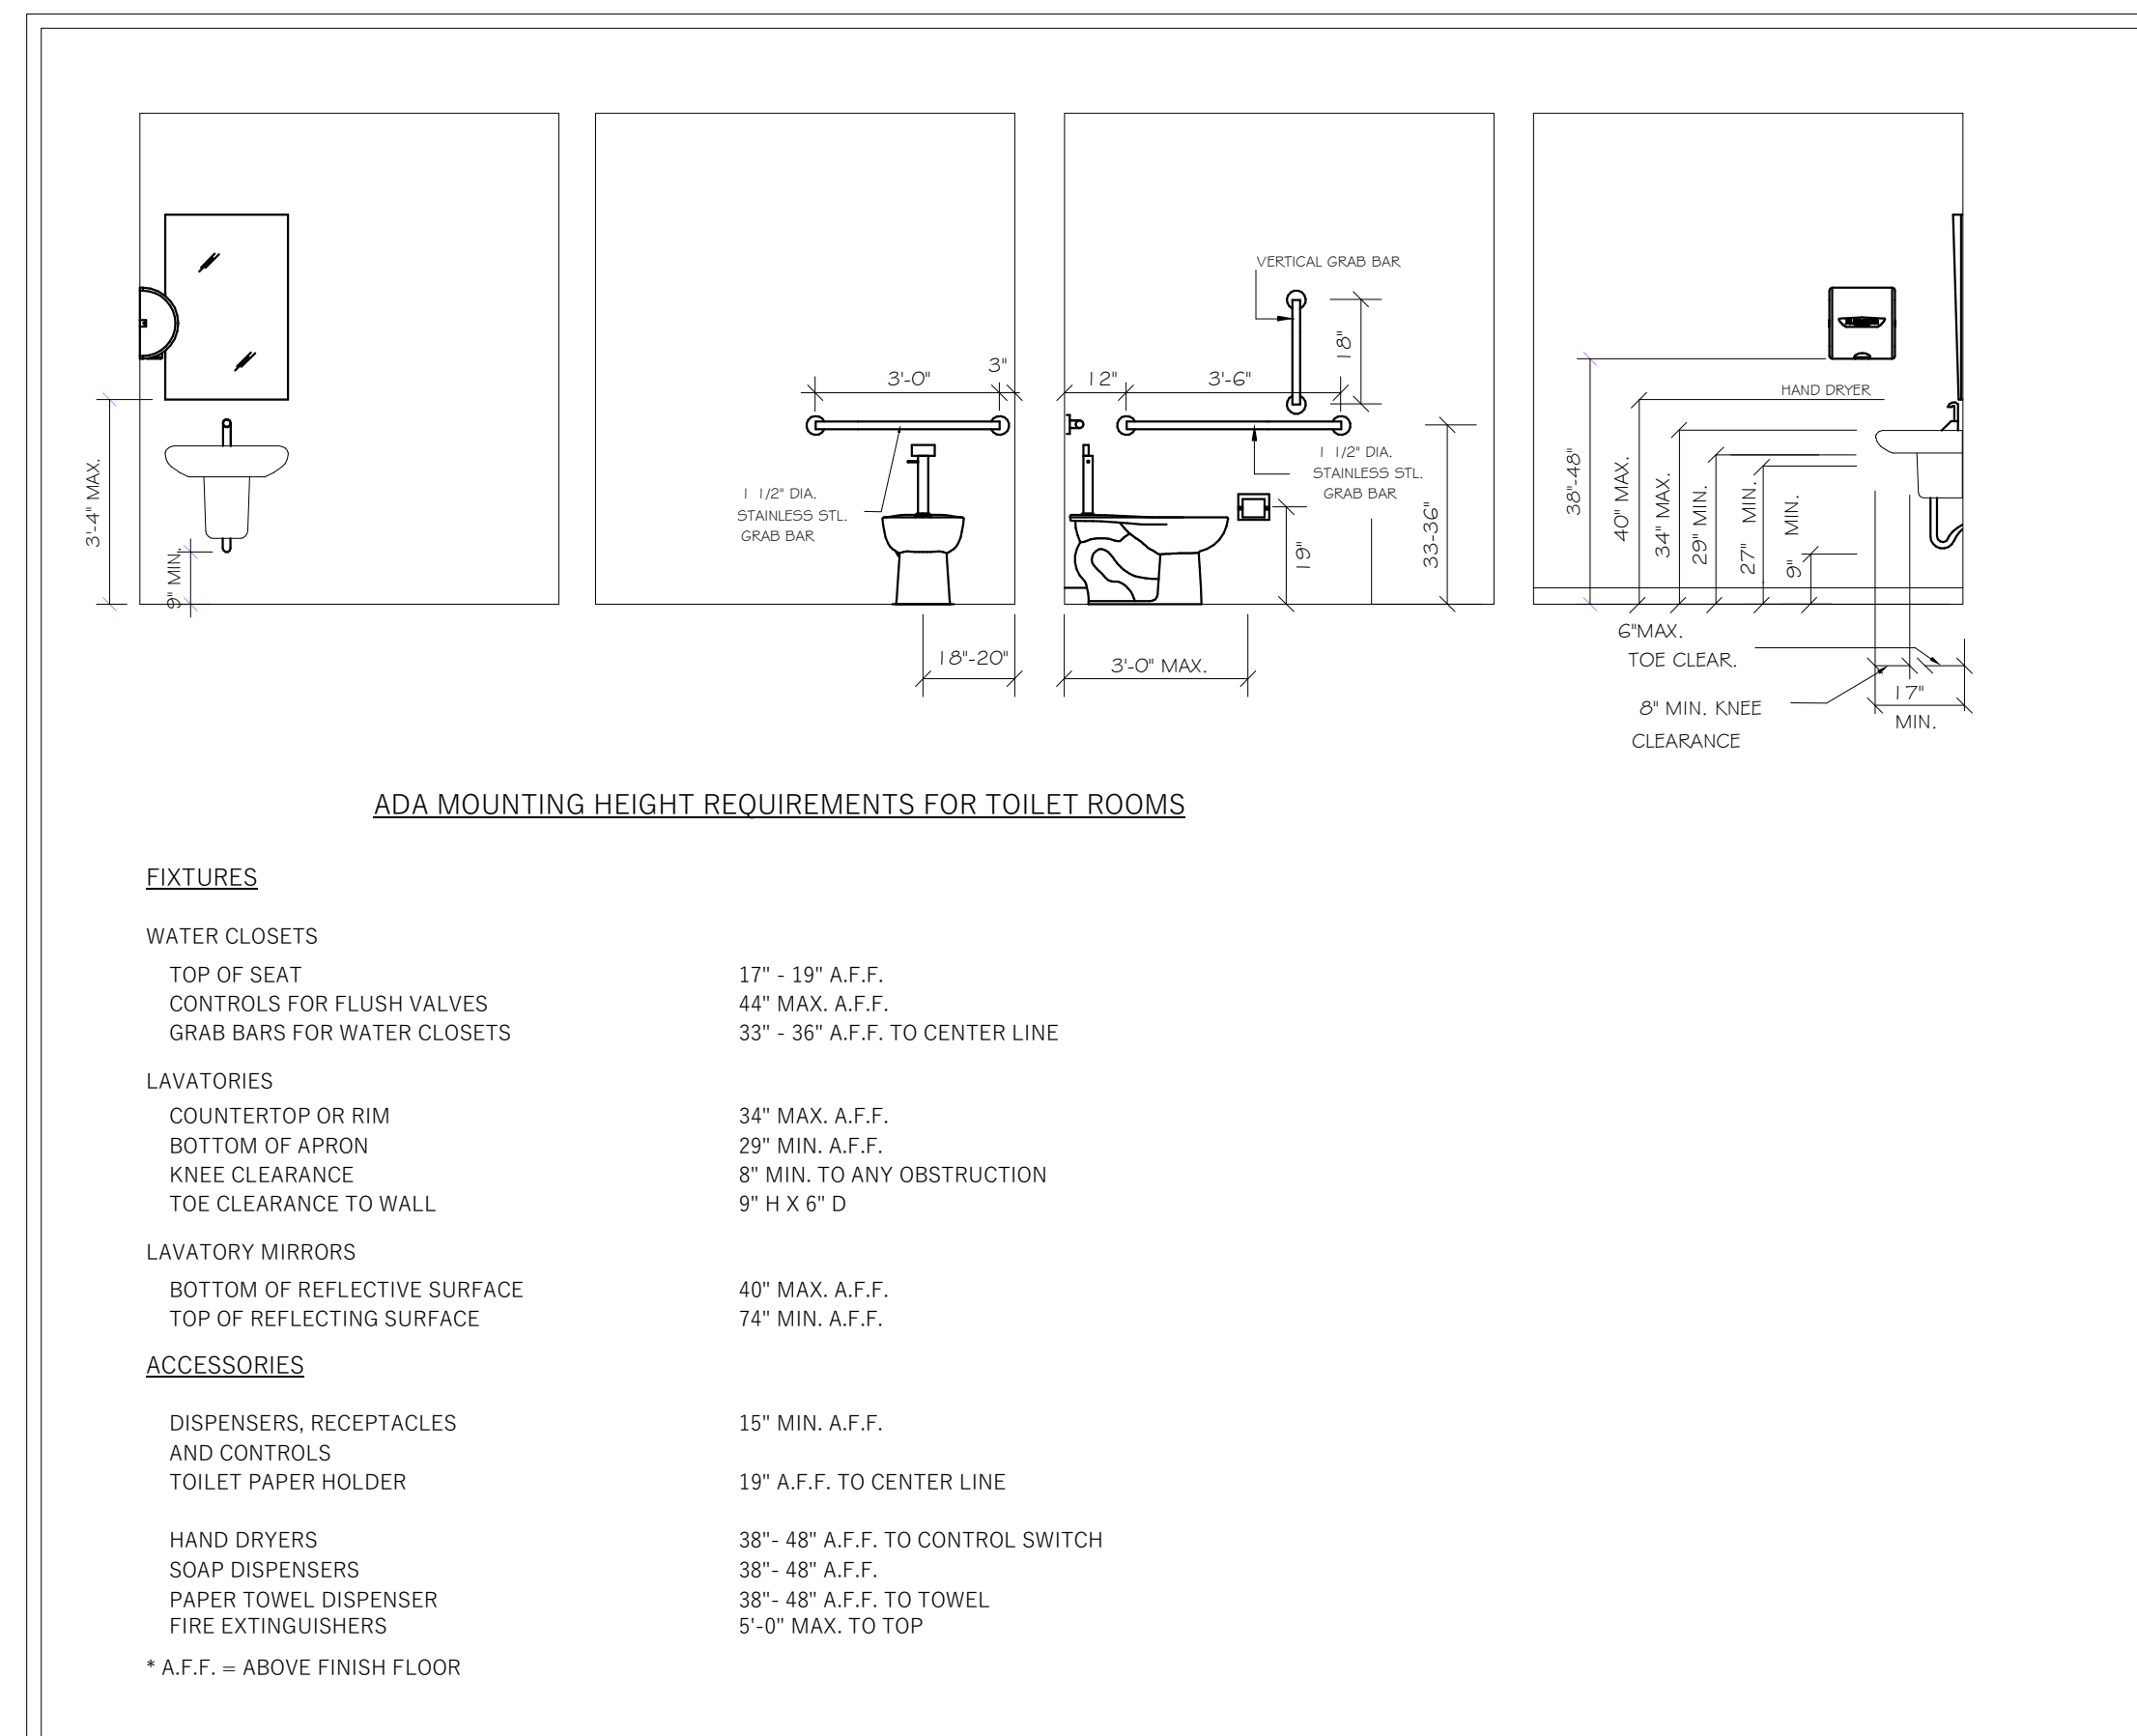 VERTICAL GRAB BAR
18"
3'-0"
3"
12"
3'-6"
HAND DRYER
1 1/2" DIA.
STAINLESS STL.
GRAB BAR
1 1/2" DIA.
STAINLESS STL.
GRAB BAR
3'-4" MAX.
9" MIN.
19"
33-36"
38"-48"
40" MAX.
34" MAX.
29" MIN.
27" MIN.
9" MIN.
18"-20"
3'-0" MAX.
6"MAX.
TOE CLEAR.
8" MIN. KNEE
CLEARANCE
17"
MIN.
ADA MOUNTING HEIGHT REQUIREMENTS FOR TOILET ROOMS
FIXTURES
WATER CLOSETS
TOP OF SEAT 17" - 19" A.F.F.
CONTROLS FOR FLUSH VALVES 44" MAX. A.F.F.
GRAB BARS FOR WATER CLOSETS 33" - 36" A.F.F. TO CENTER LINE
LAVATORIES
COUNTERTOP OR RIM 34" MAX. A.F.F.
BOTTOM OF APRON 29" MIN. A.F.F.
KNEE CLEARANCE 8" MIN. TO ANY OBSTRUCTION
TOE CLEARANCE TO WALL 9" H X 6" D
LAVATORY MIRRORS
BOTTOM OF REFLECTIVE SURFACE 40" MAX. A.F.F.
TOP OF REFLECTING SURFACE 74" MIN. A.F.F.
ACCESSORIES
DISPENSERS, RECEPTACLES 15" MIN. A.F.F.
AND CONTROLS
TOILET PAPER HOLDER 19" A.F.F. TO CENTER LINE
HAND DRYERS 38"- 48" A.F.F. TO CONTROL SWITCH
SOAP DISPENSERS 38"- 48" A.F.F.
PAPER TOWEL DISPENSER 38"- 48" A.F.F. TO TOWEL
FIRE EXTINGUISHERS 5'-0" MAX. TO TOP
* A.F.F. = ABOVE FINISH FLOOR